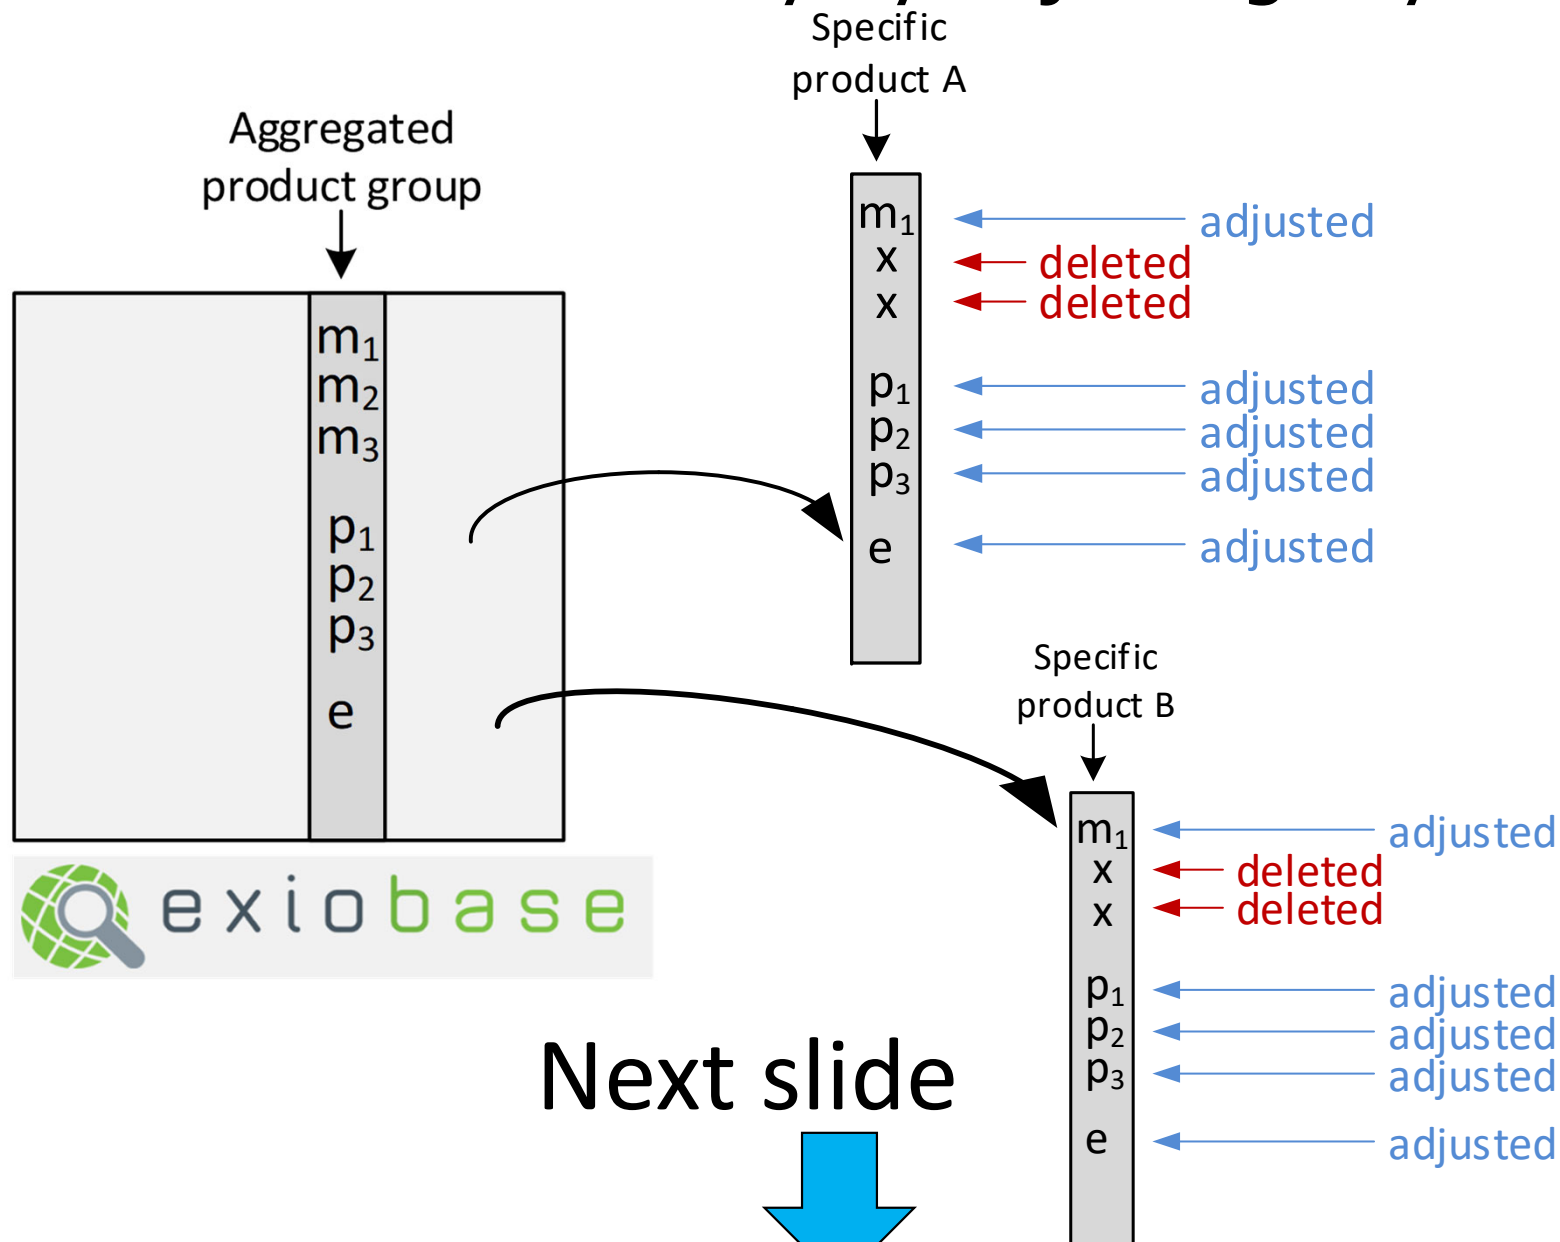 Specific
product A
Aggregated
product group
m₁
m₂
m₃
p₁
p₂
p₃
e
exiobase
m₁ adjusted
x deleted
x deleted
p₁ adjusted
p₂ adjusted
p₃ adjusted
e adjusted
Specific
product B
m₁ adjusted
x deleted
x deleted
p₁ adjusted
p₂ adjusted
p₃ adjusted
e adjusted
Next slide